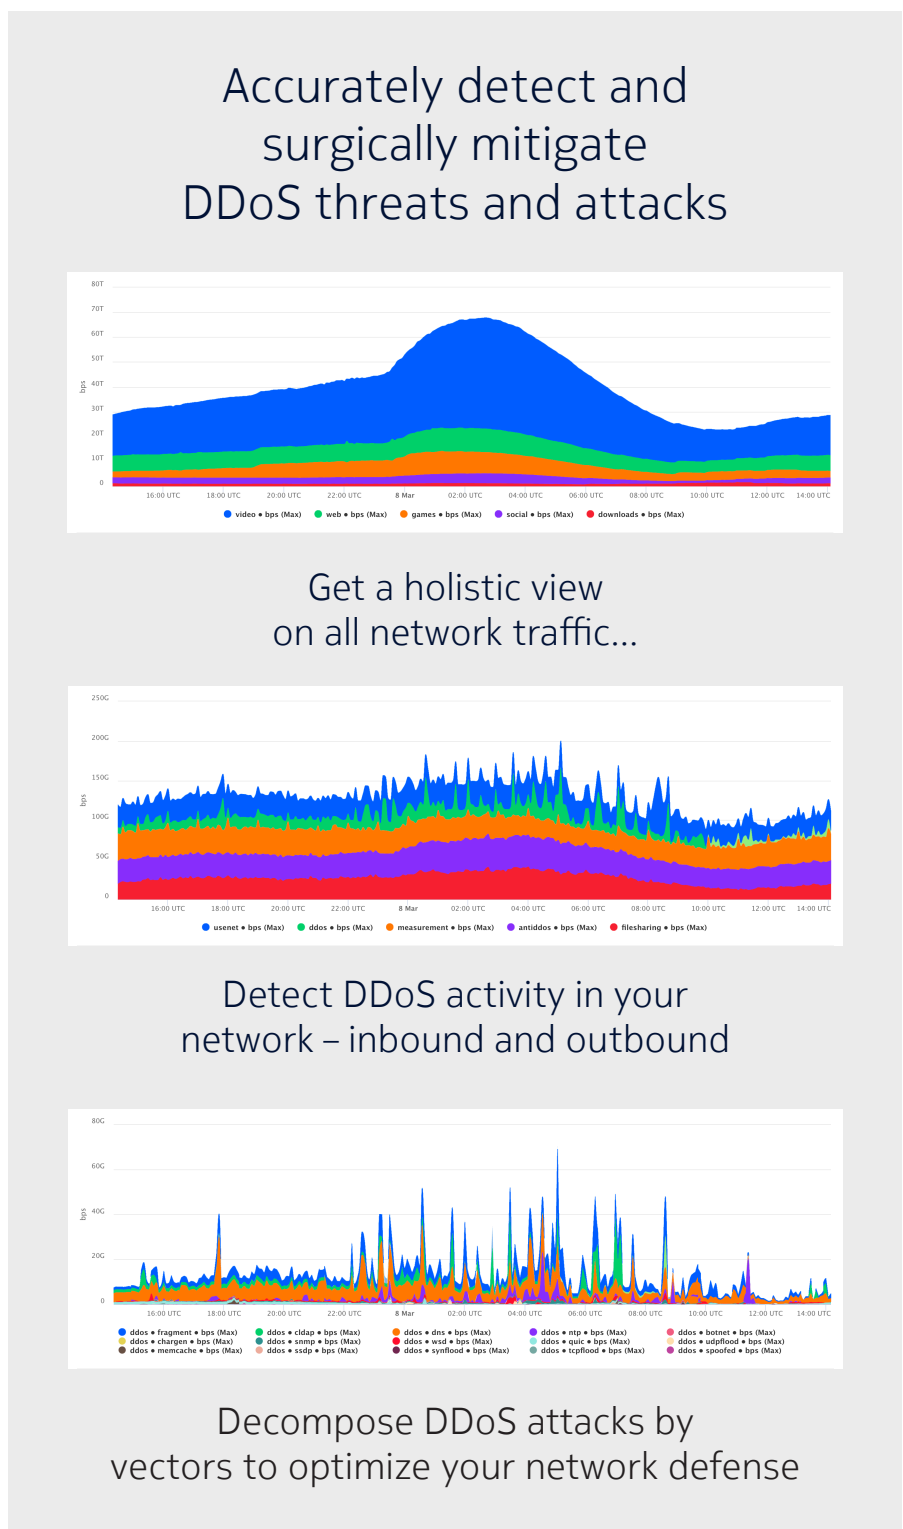 Accurately detect and
surgically mitigate
DDoS threats and attacks
80T
70T
60T
50T
40T
30T
20T
10T
0
bps
16:00 UTC 18:00 UTC 20:00 UTC 22:00 UTC 8 Mar 02:00 UTC 04:00 UTC 06:00 UTC 08:00 UTC 10:00 UTC 12:00 UTC 14:00 UTC
video • bps (Max) web • bps (Max) games • bps (Max) social • bps (Max) downloads • bps (Max)
Get a holistic view
on all network traffic...
250G
200G
150G
100G
50G
0
bps
16:00 UTC 18:00 UTC 20:00 UTC 22:00 UTC 8 Mar 02:00 UTC 04:00 UTC 06:00 UTC 08:00 UTC 10:00 UTC 12:00 UTC 14:00 UTC
usenet • bps (Max) ddos • bps (Max) measurement • bps (Max) antiddos • bps (Max) filesharing • bps (Max)
Detect DDoS activity in your
network – inbound and outbound
80G
60G
40G
20G
0
bps
16:00 UTC 18:00 UTC 20:00 UTC 22:00 UTC 8 Mar 02:00 UTC 04:00 UTC 06:00 UTC 08:00 UTC 10:00 UTC 12:00 UTC 14:00 UTC
ddos • fragment • bps (Max) ddos • cldap • bps (Max) ddos • dns • bps (Max) ddos • ntp • bps (Max) ddos • botnet • bps (Max)
ddos • chargen • bps (Max) ddos • snmp • bps (Max) ddos • wsd • bps (Max) ddos • quic • bps (Max) ddos • udpflood • bps (Max)
ddos • memcache • bps (Max) ddos • ssdp • bps (Max) ddos • synflood • bps (Max) ddos • tcpflood • bps (Max) ddos • spoofed • bps (Max)
Decompose DDoS attacks by
vectors to optimize your network defense